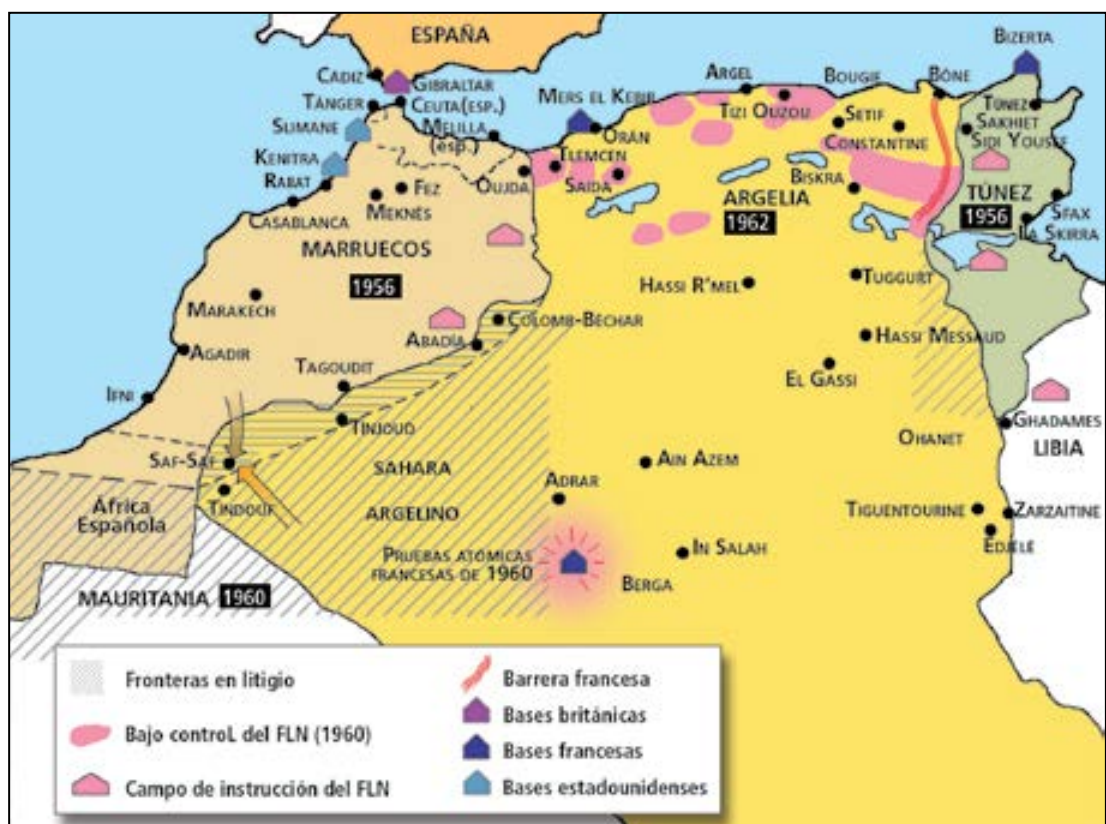 ESPAÑA
BIZERTA
CÁDIZ
GIBRALTAR
ARGEL
BOUGIE
BÔNE
TÁNGER
CEUTA(ESP.)
MERS EL KEBIR
TIZI OUZOU
TÚNEZ
SLIMANE
MELILLA
(esp.)
ORÁN
SETIF
SAKHIET
SIDI YOUSSEF
CONSTANTINE
KENITRA
RABAT
FEZ
OUJDA
TLEMCEN
SAIDA
BISKRA
MEKNÈS
ARGELIA
TÚNEZ
CASABLANCA
1962
1956
SFAX
LA SKIRRA
MARRUECOS
1956
HASSI R'MEL
TUGGURT
MARAKECH
COLOMB-BÉCHAR
ABADÍA
HASSI MESSAUD
AGADIR
TAGOUDIT
EL GASSI
IFNI
TINJOUD
GHADAMES
OHANET
LIBIA
SAF-SAF
SAHARA
AIN AZEM
ADRAR
África
Española
TINDOUF
ARGELINO
TIGUENTOURINE
ZARZAITINE
EDJELÉ
PRUEBAS ATÓMICAS
FRANCESAS DE 1960
IN SALAH
BERGA
MAURITANIA 1960
Fronteras en litigio
Barrera francesa
Bases británicas
Bajo controL del FLN (1960)
Bases francesas
Campo de instrucción del FLN
Bases estadounidenses